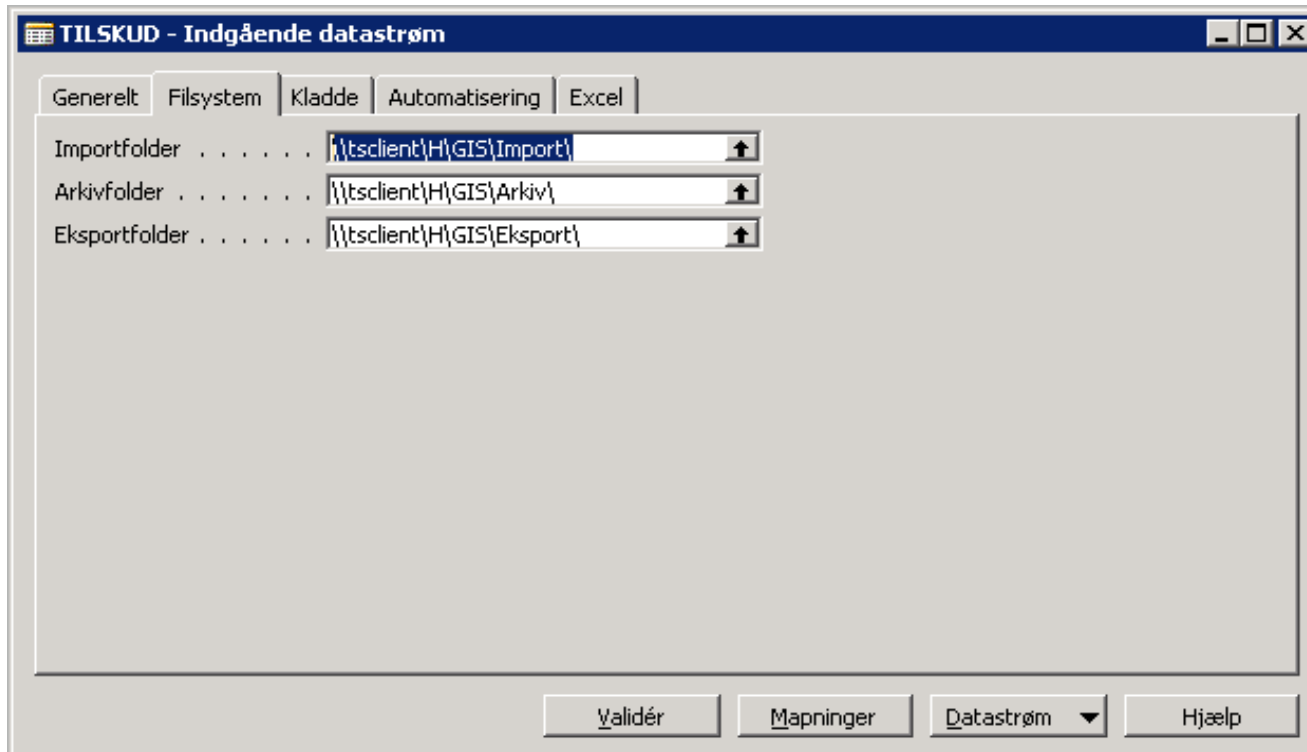 TILSKUD - Indgående datastrøm
Generelt Filsystem Kladde Automatisering Excel
Importfolder . . . . . . \\tsclient\H\GIS\Import\
Arkivfolder . . . . . . . \\tsclient\H\GIS\Arkiv\
Eksportfolder . . . . . . \\tsclient\H\GIS\Eksport\
Validér Mapninger Datastrøm Hjælp